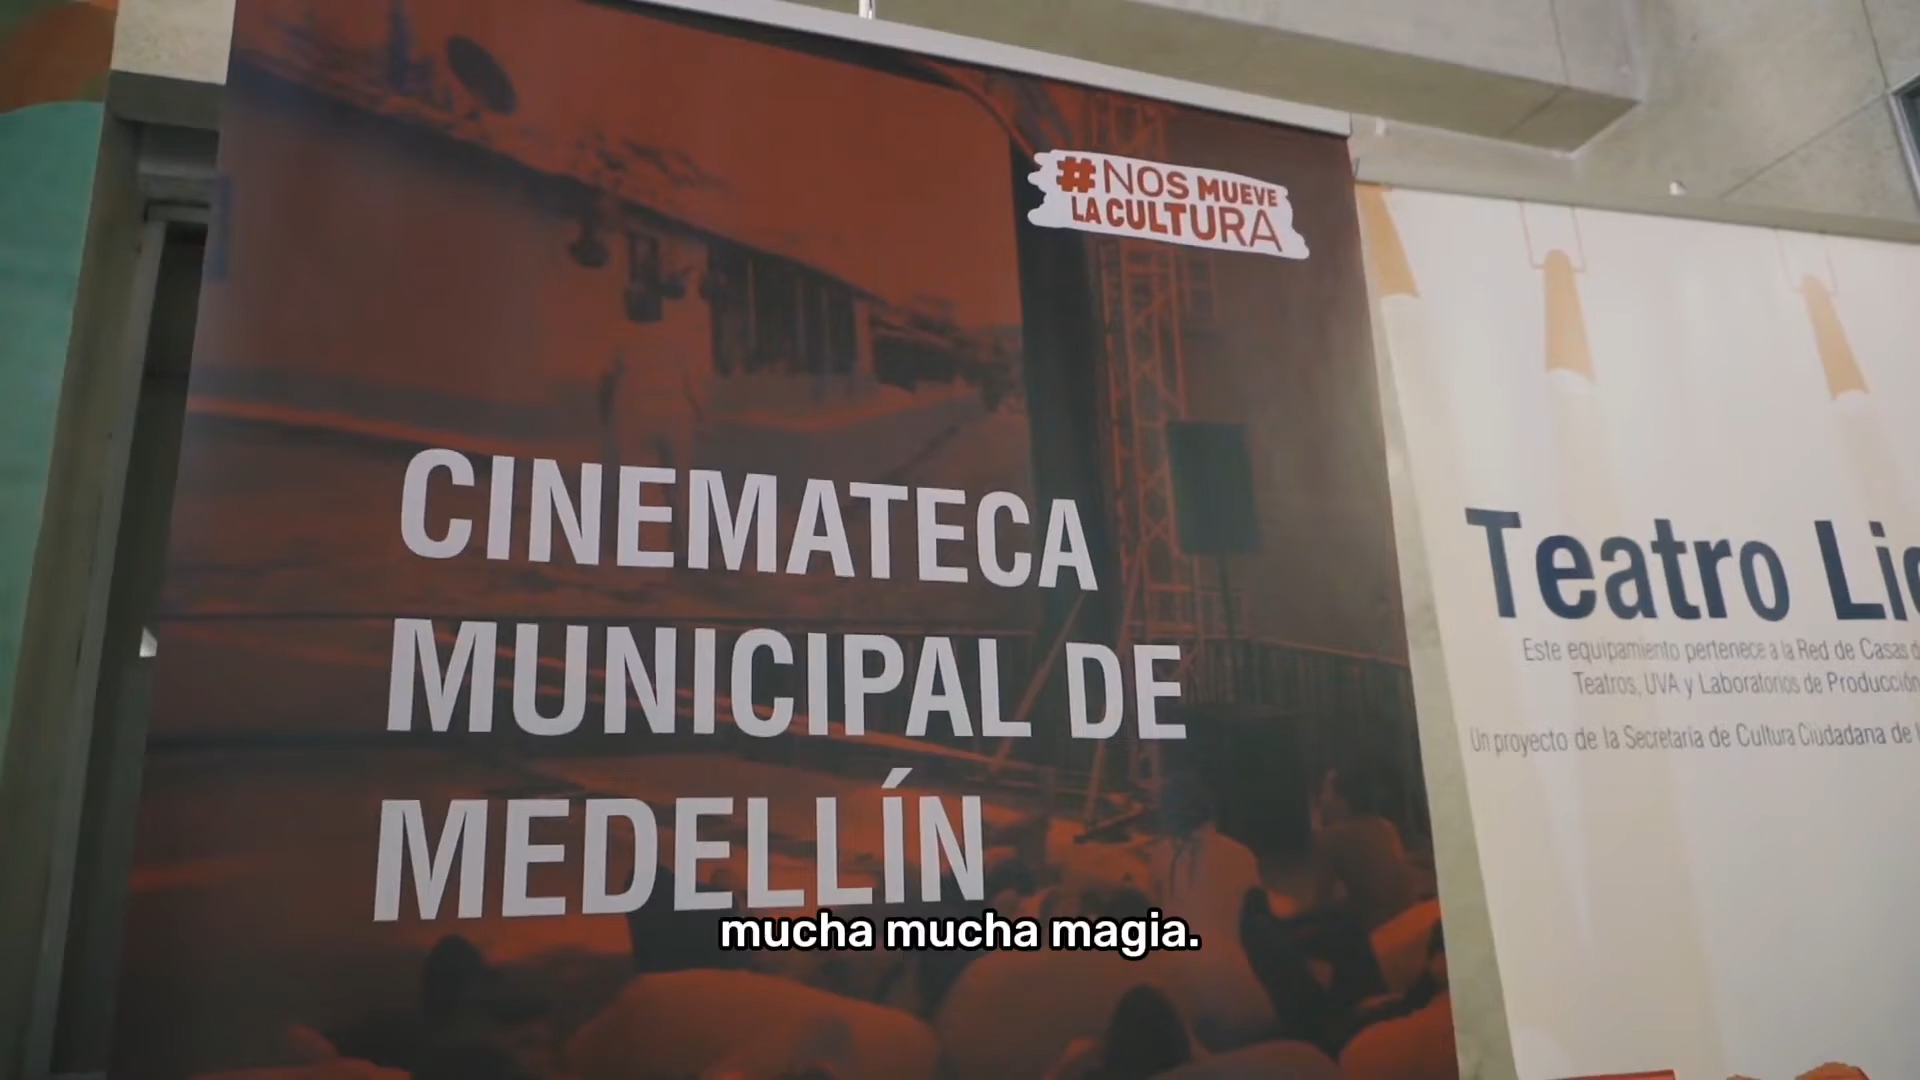 #NOS MUEVE
LA CULTURA
CINEMATECA
MUNICIPAL DE
MEDELLÍN
Teatro
Este equipamiento pertenece a la Red de Casas
Teatros, UVA y Laboratorios de Producción
Un proyecto de la Secretaría de Cultura Ciudadana de
mucha mucha magia.